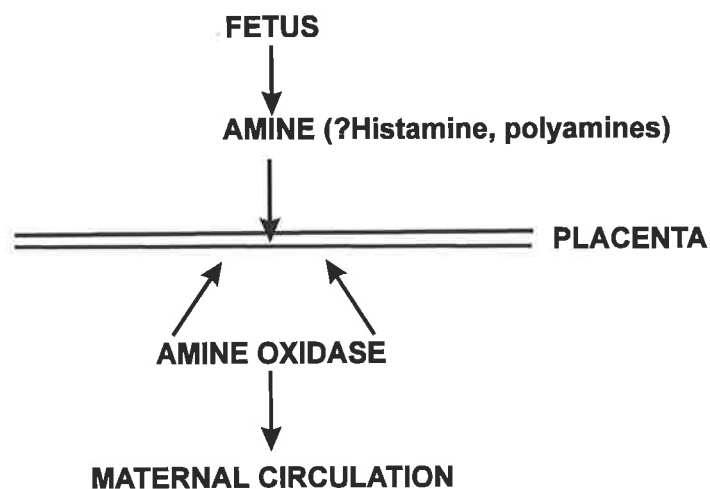 FETUS
AMINE (?Histamine, polyamines)
PLACENTA
AMINE OXIDASE
MATERNAL CIRCULATION